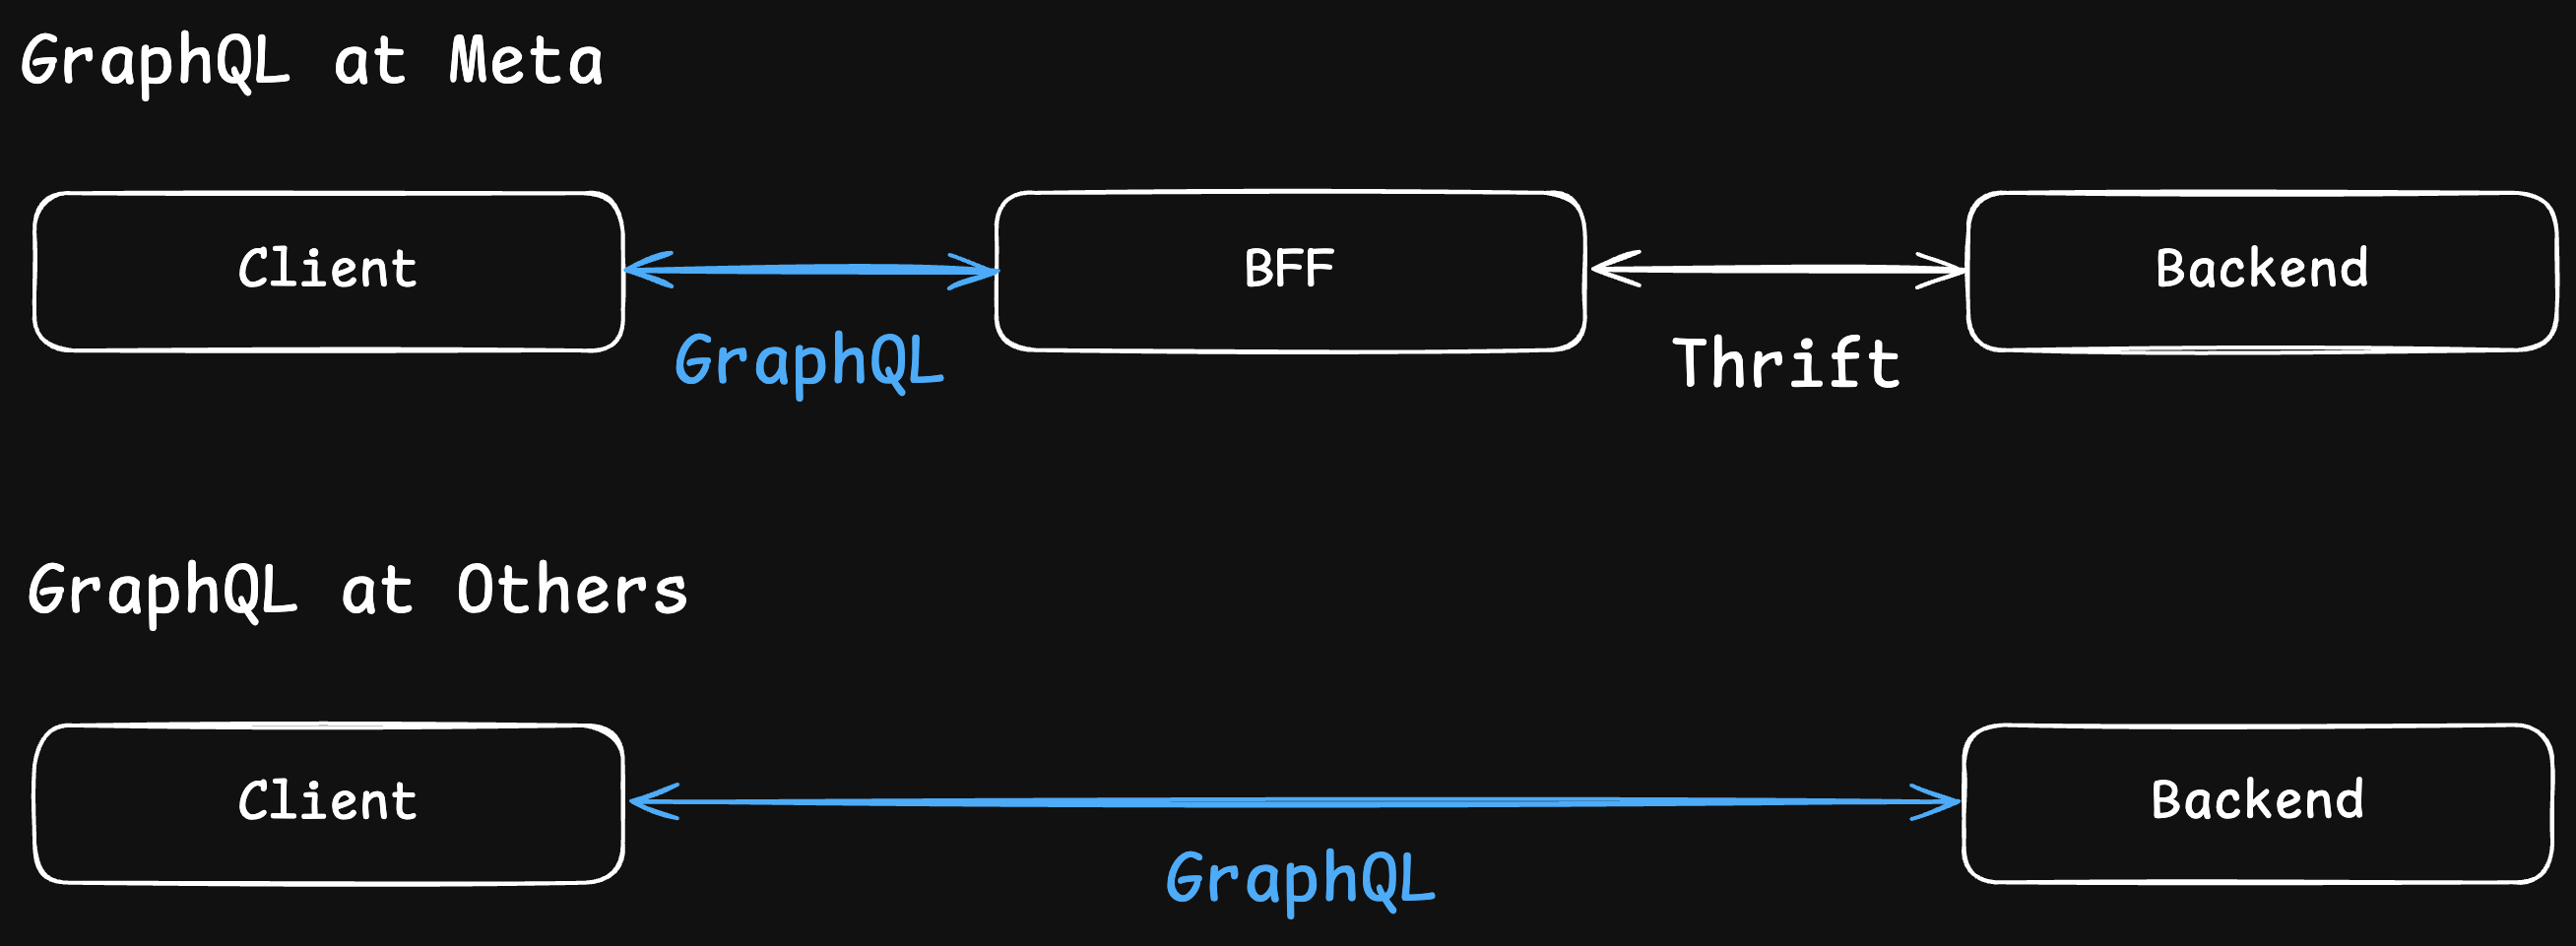 GraphQL at Meta
Client
BFF
Backend
GraphQL
Thrift
GraphQL at Others
Client
Backend
GraphQL